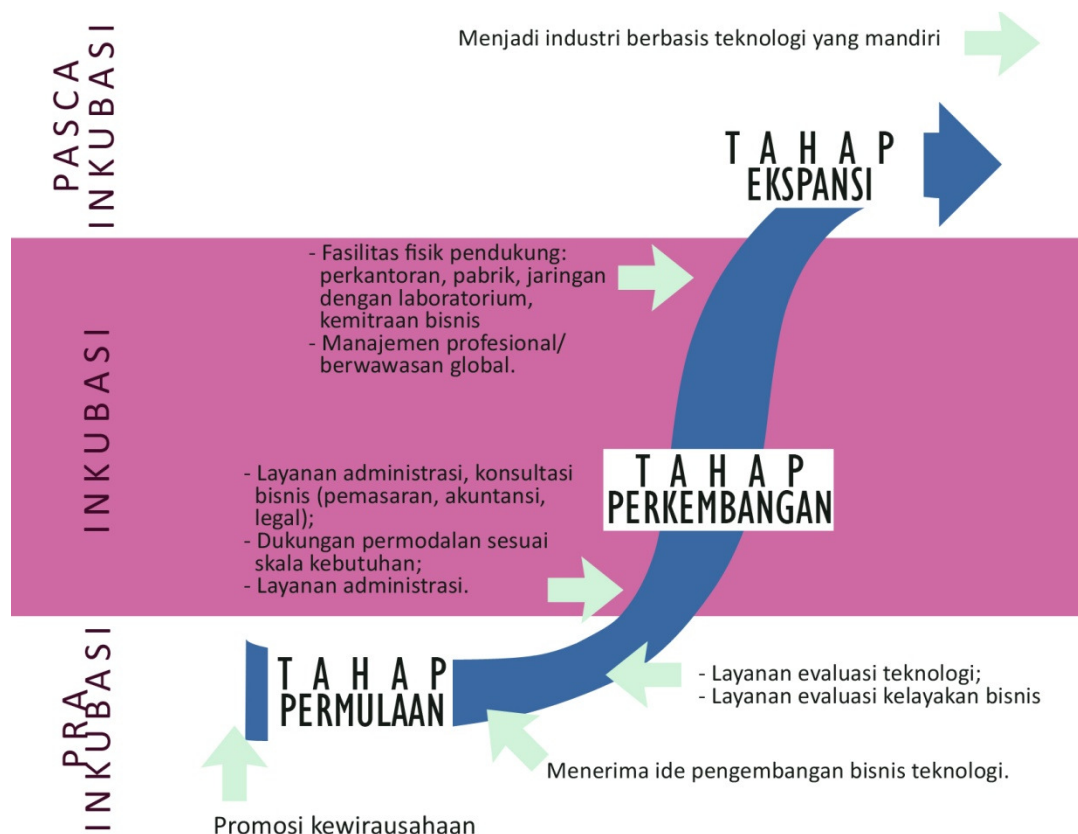 Menjadi industri berbasis teknologi yang mandiri
PASCA
INKUBASI
TAHAP
EKSPANSI
- Fasilitas fisik pendukung:
perkantoran, pabrik, jaringan
dengan laboratorium,
kemitraan bisnis
- Manajemen profesional/
berwawasan global.
INKUBASI
TAHAP
PERKEMBANGAN
- Layanan administrasi, konsultasi
bisnis (pemasaran, akuntansi,
legal);
- Dukungan permodalan sesuai
skala kebutuhan;
- Layanan administrasi.
PRA
INKUBASI
TAHAP
PERMULAAN
- Layanan evaluasi teknologi;
- Layanan evaluasi kelayakan bisnis
Menerima ide pengembangan bisnis teknologi.
Promosi kewirausahaan